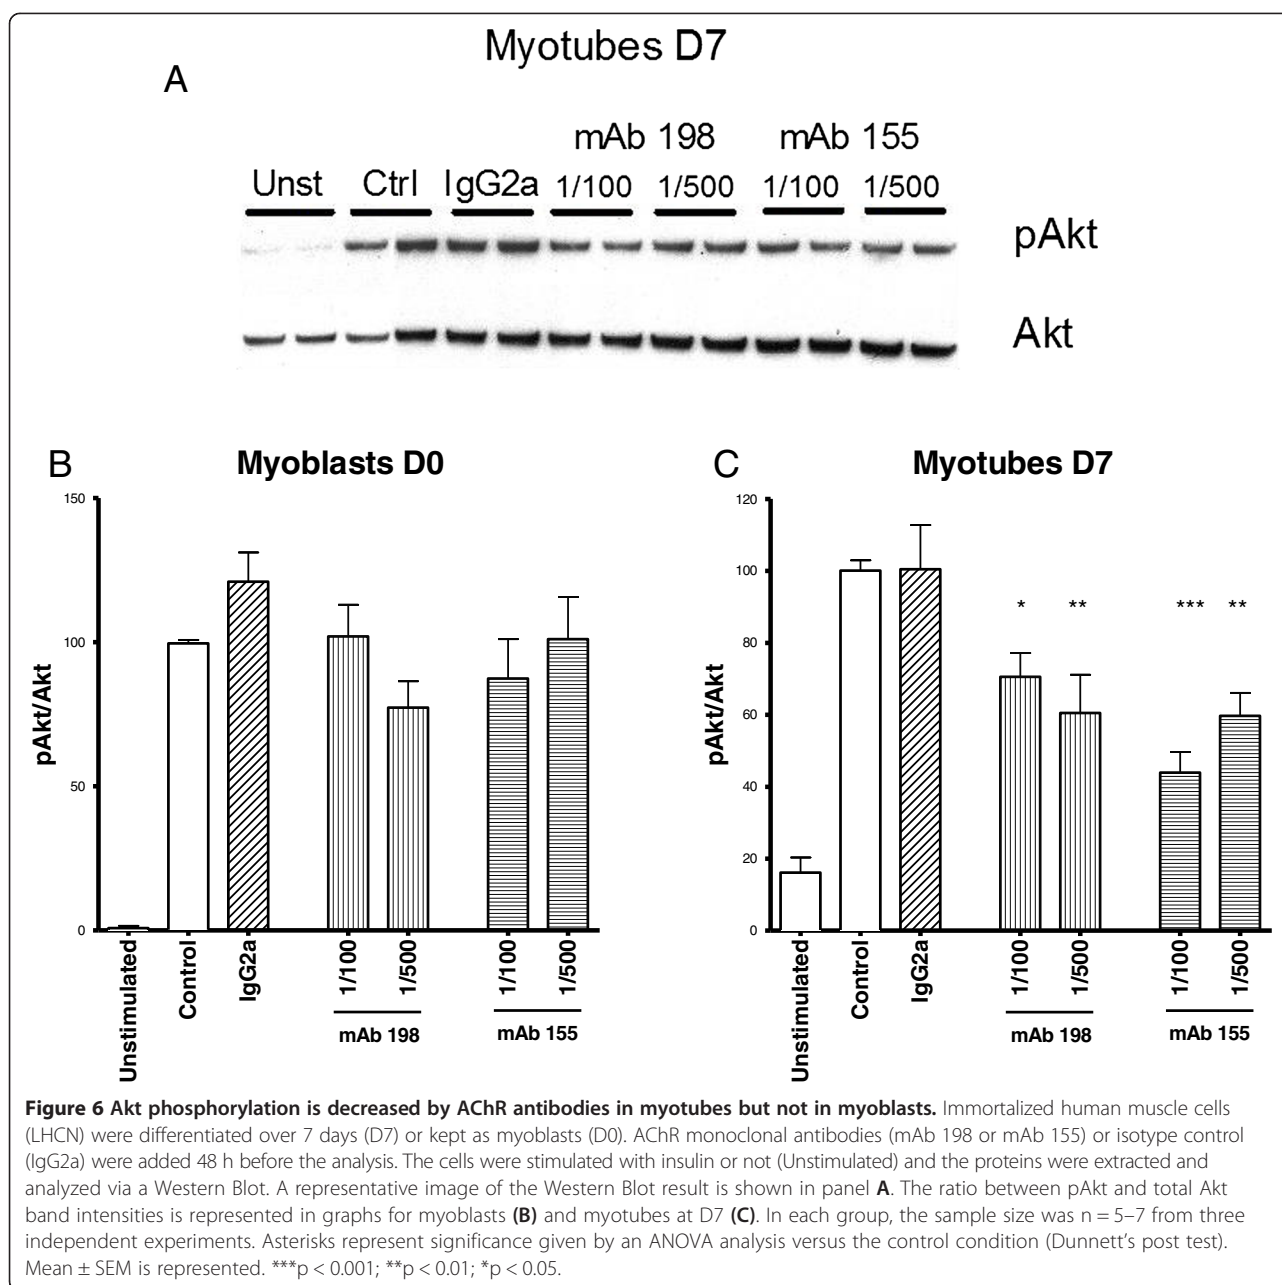 Myotubes D7
A
mAb 198 mAb 155
Unst Ctrl IgG2a 1/100 1/500 1/100 1/500
pAkt
Akt
B Myoblasts D0
150
100
50
0
pAkt/Akt
Unstimulated
Control
IgG2a
1/100
1/500
1/100
1/500
mAb 198
mAb 155
C Myotubes D7
120
100
80
60
40
20
0
pAkt/Akt
* ** *** **
Unstimulated
Control
IgG2a
1/100
1/500
1/100
1/500
mAb 198
mAb 155
Figure 6 Akt phosphorylation is decreased by AChR antibodies in myotubes but not in myoblasts. Immortalized human muscle cells
(LHCN) were differentiated over 7 days (D7) or kept as myoblasts (D0). AChR monoclonal antibodies (mAb 198 or mAb 155) or isotype control
(IgG2a) were added 48 h before the analysis. The cells were stimulated with insulin or not (Unstimulated) and the proteins were extracted and
analyzed via a Western Blot. A representative image of the Western Blot result is shown in panel A. The ratio between pAkt and total Akt
band intensities is represented in graphs for myoblasts (B) and myotubes at D7 (C). In each group, the sample size was n = 5–7 from three
independent experiments. Asterisks represent significance given by an ANOVA analysis versus the control condition (Dunnett's post test).
Mean ± SEM is represented. ***p < 0.001; **p < 0.01; *p < 0.05.